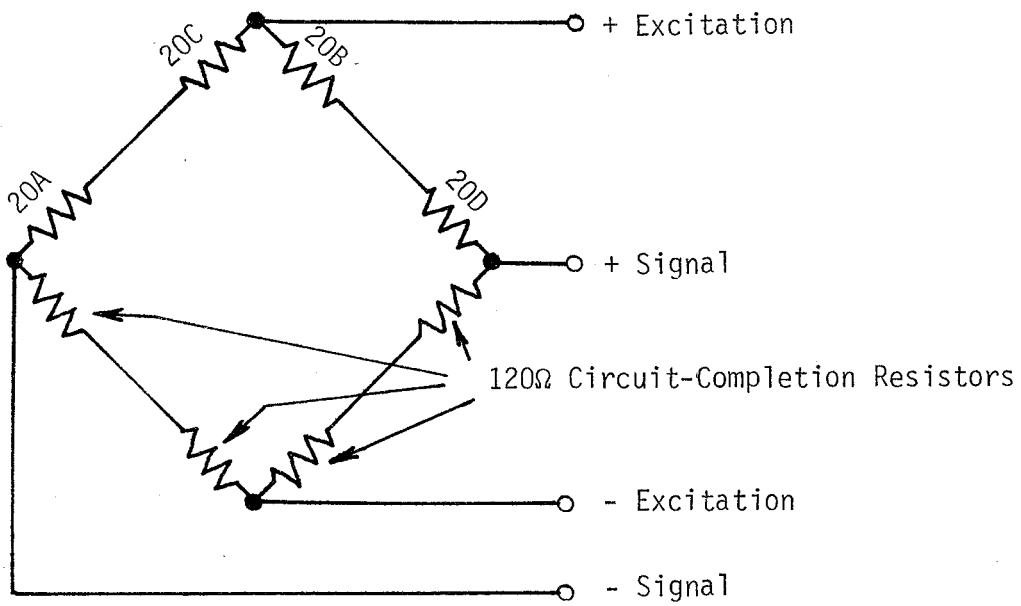 20C
20B
+ Excitation
20A
20D
+ Signal
120Ω Circuit-Completion Resistors
- Excitation
- Signal